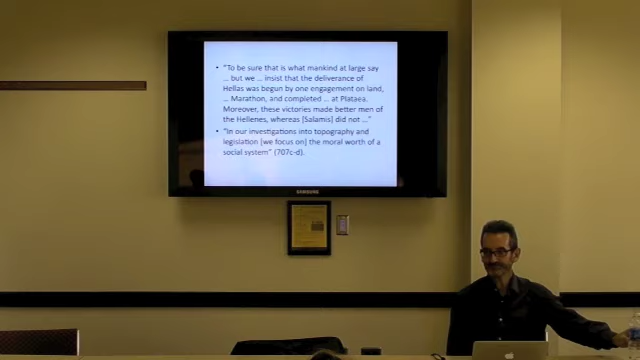 • "To be sure that is what mankind at large say
... but we ... insist that the deliverance of
Hellas was begun by one engagement on land,
... Marathon, and completed ... at Plataea.
Moreover, these victories made better men of
the Hellenes, whereas [Salamis] did not ..."
• "In our investigations into topography and
legislation [we focus on] the moral worth of a
social system" (707c-d).
SAMSUNG